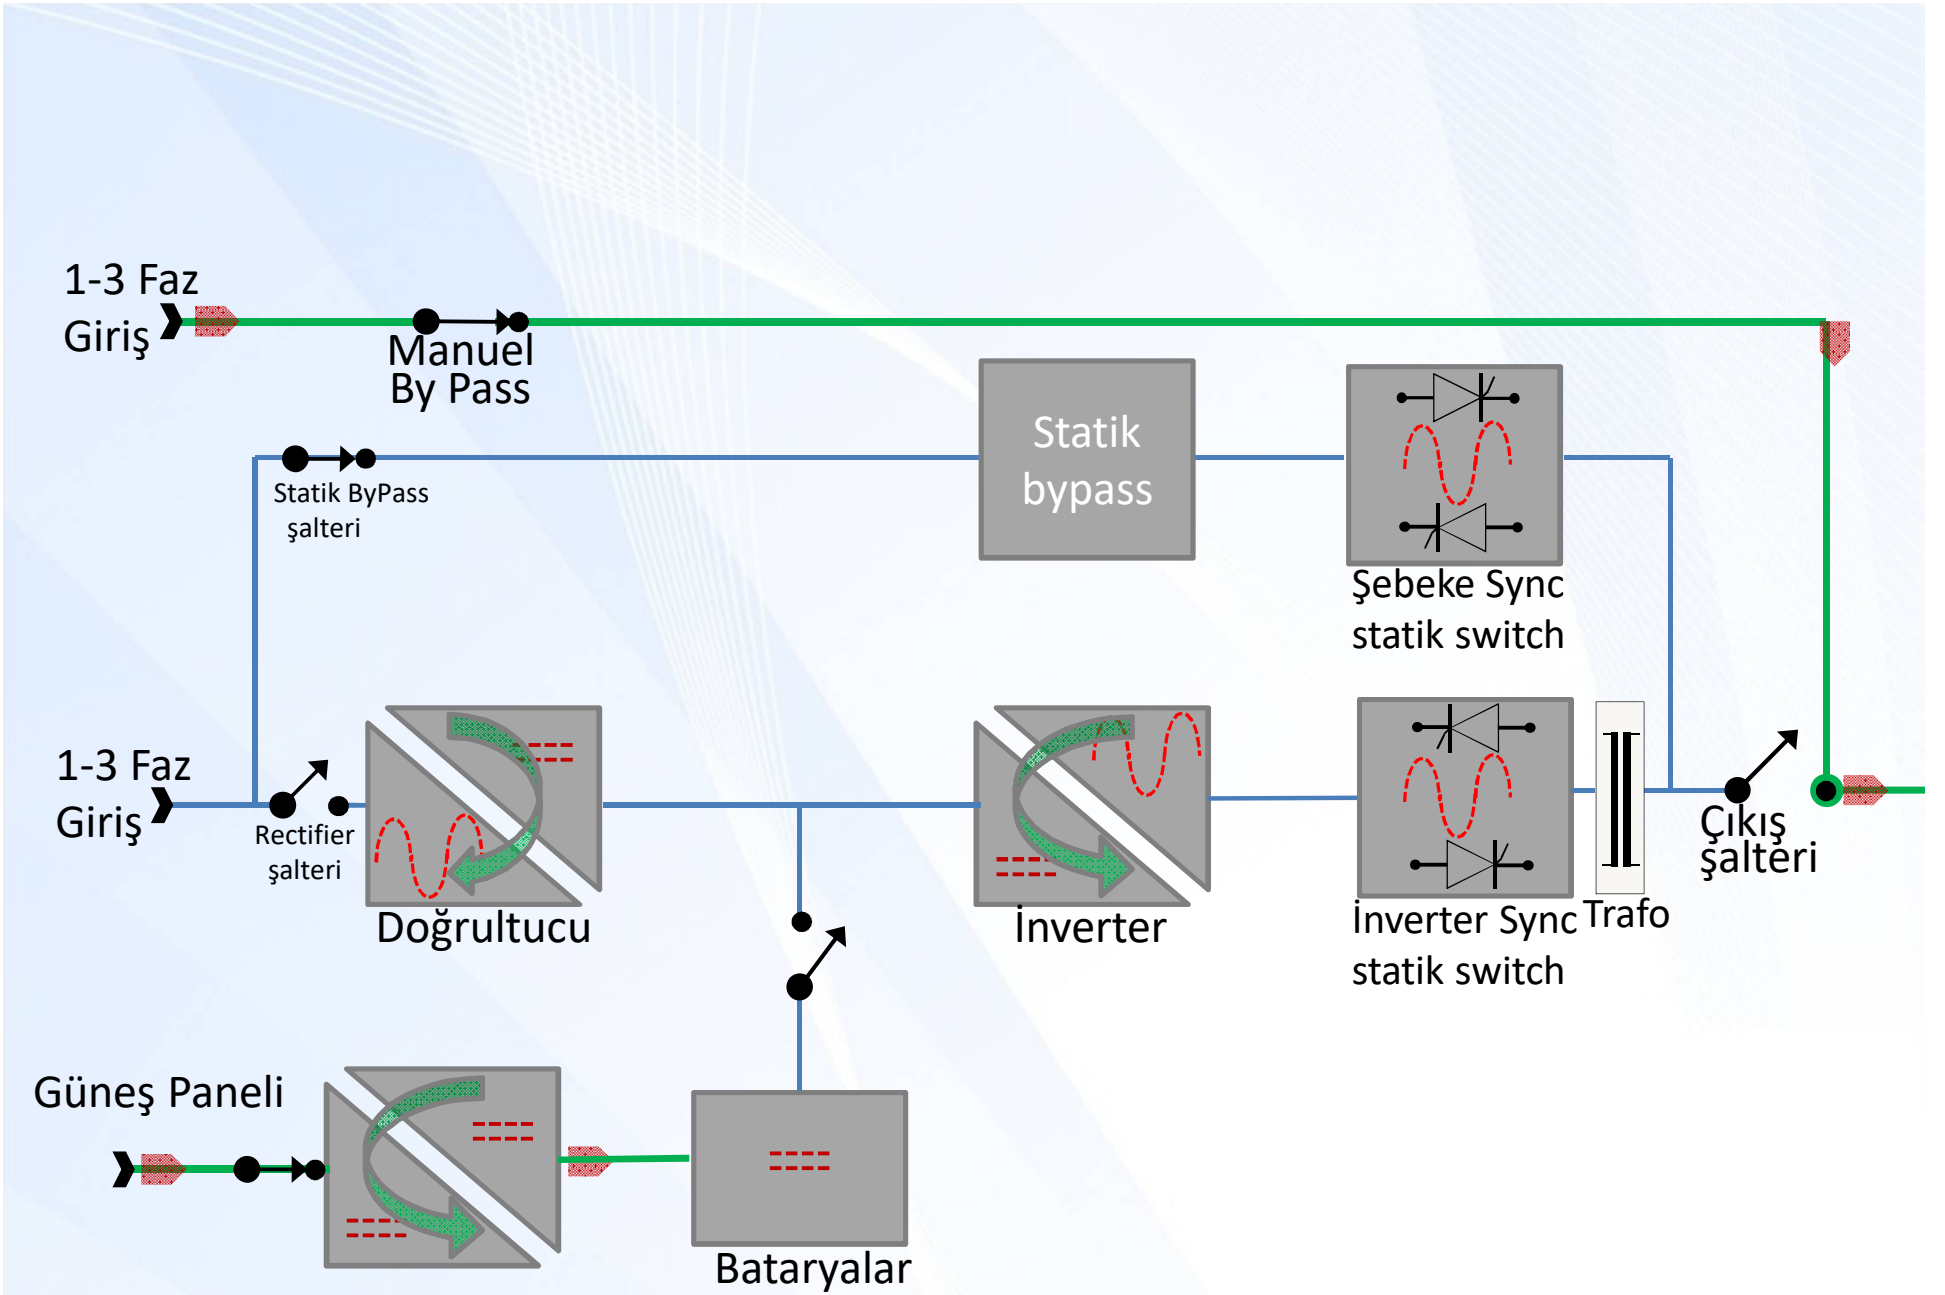 1-3 Faz
Giriş
Manuel
By Pass
Statik
bypass
Statik ByPass
şalteri
Şebeke Sync
statik switch
1-3 Faz
Giriş
Rectifier
şalteri
Doğrultucu
İnverter
İnverter Sync
statik switch
Trafo
Çıkış
şalteri
Güneş Paneli
Bataryalar